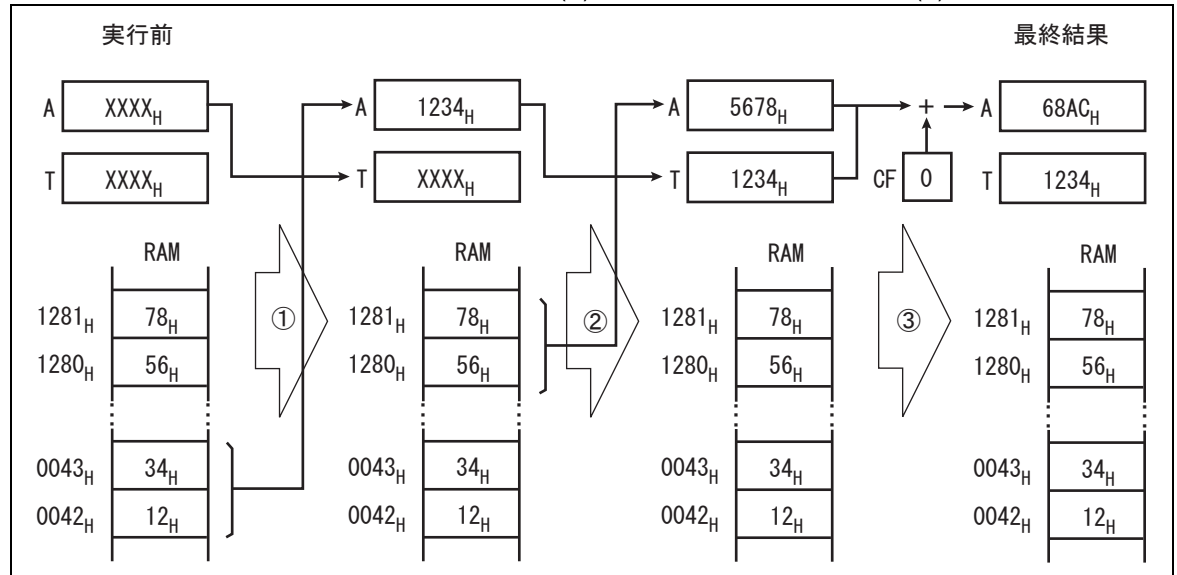 実行前 最終結果
A XXXX_H A 1234_H A 5678_H + A 68AC_H
T XXXX_H T XXXX_H T 1234_H CF 0 T 1234_H
RAM RAM RAM RAM
1281_H 78_H ① 1281_H 78_H ② 1281_H 78_H ③ 1281_H 78_H
1280_H 56_H 1280_H 56_H 1280_H 56_H 1280_H 56_H
0043_H 34_H 0043_H 34_H 0043_H 34_H 0043_H 34_H
0042_H 12_H 0042_H 12_H 0042_H 12_H 0042_H 12_H